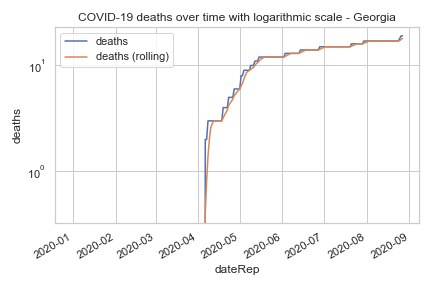 COVID-19 deaths over time with logarithmic scale - Georgia
deaths
deaths (rolling)
10¹
10⁰
deaths
2020-01
2020-02
2020-03
2020-04
2020-05
2020-06
2020-07
2020-08
2020-09
dateRep